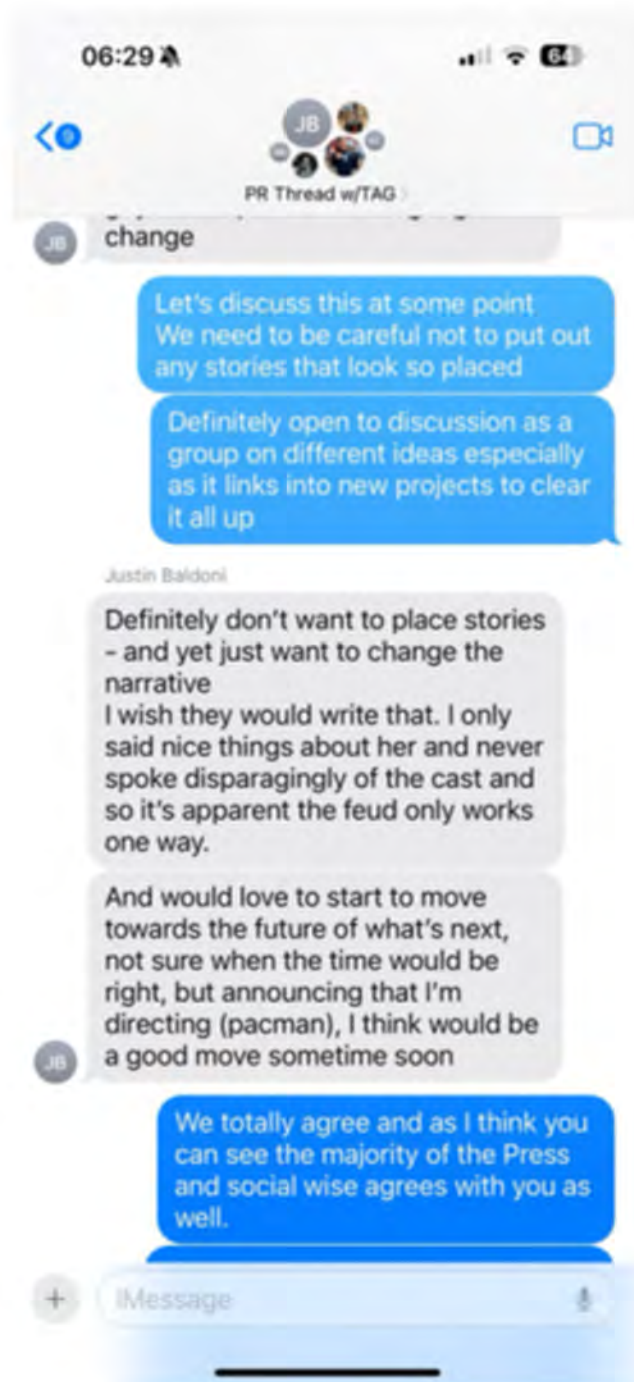 06:29
64
9
JB
PR Thread w/TAG
change
JB
Let's discuss this at some point
We need to be careful not to put out
any stories that look so placed
Definitely open to discussion as a
group on different ideas especially
as it links into new projects to clear
it all up
Justin Baldoni
Definitely don't want to place stories
- and yet just want to change the
narrative
I wish they would write that. I only
said nice things about her and never
spoke disparagingly of the cast and
so it's apparent the feud only works
one way.
And would love to start to move
towards the future of what's next,
not sure when the time would be
right, but announcing that I'm
directing (pacman), I think would be
a good move sometime soon
JB
We totally agree and as I think you
can see the majority of the Press
and social wise agrees with you as
well.
iMessage